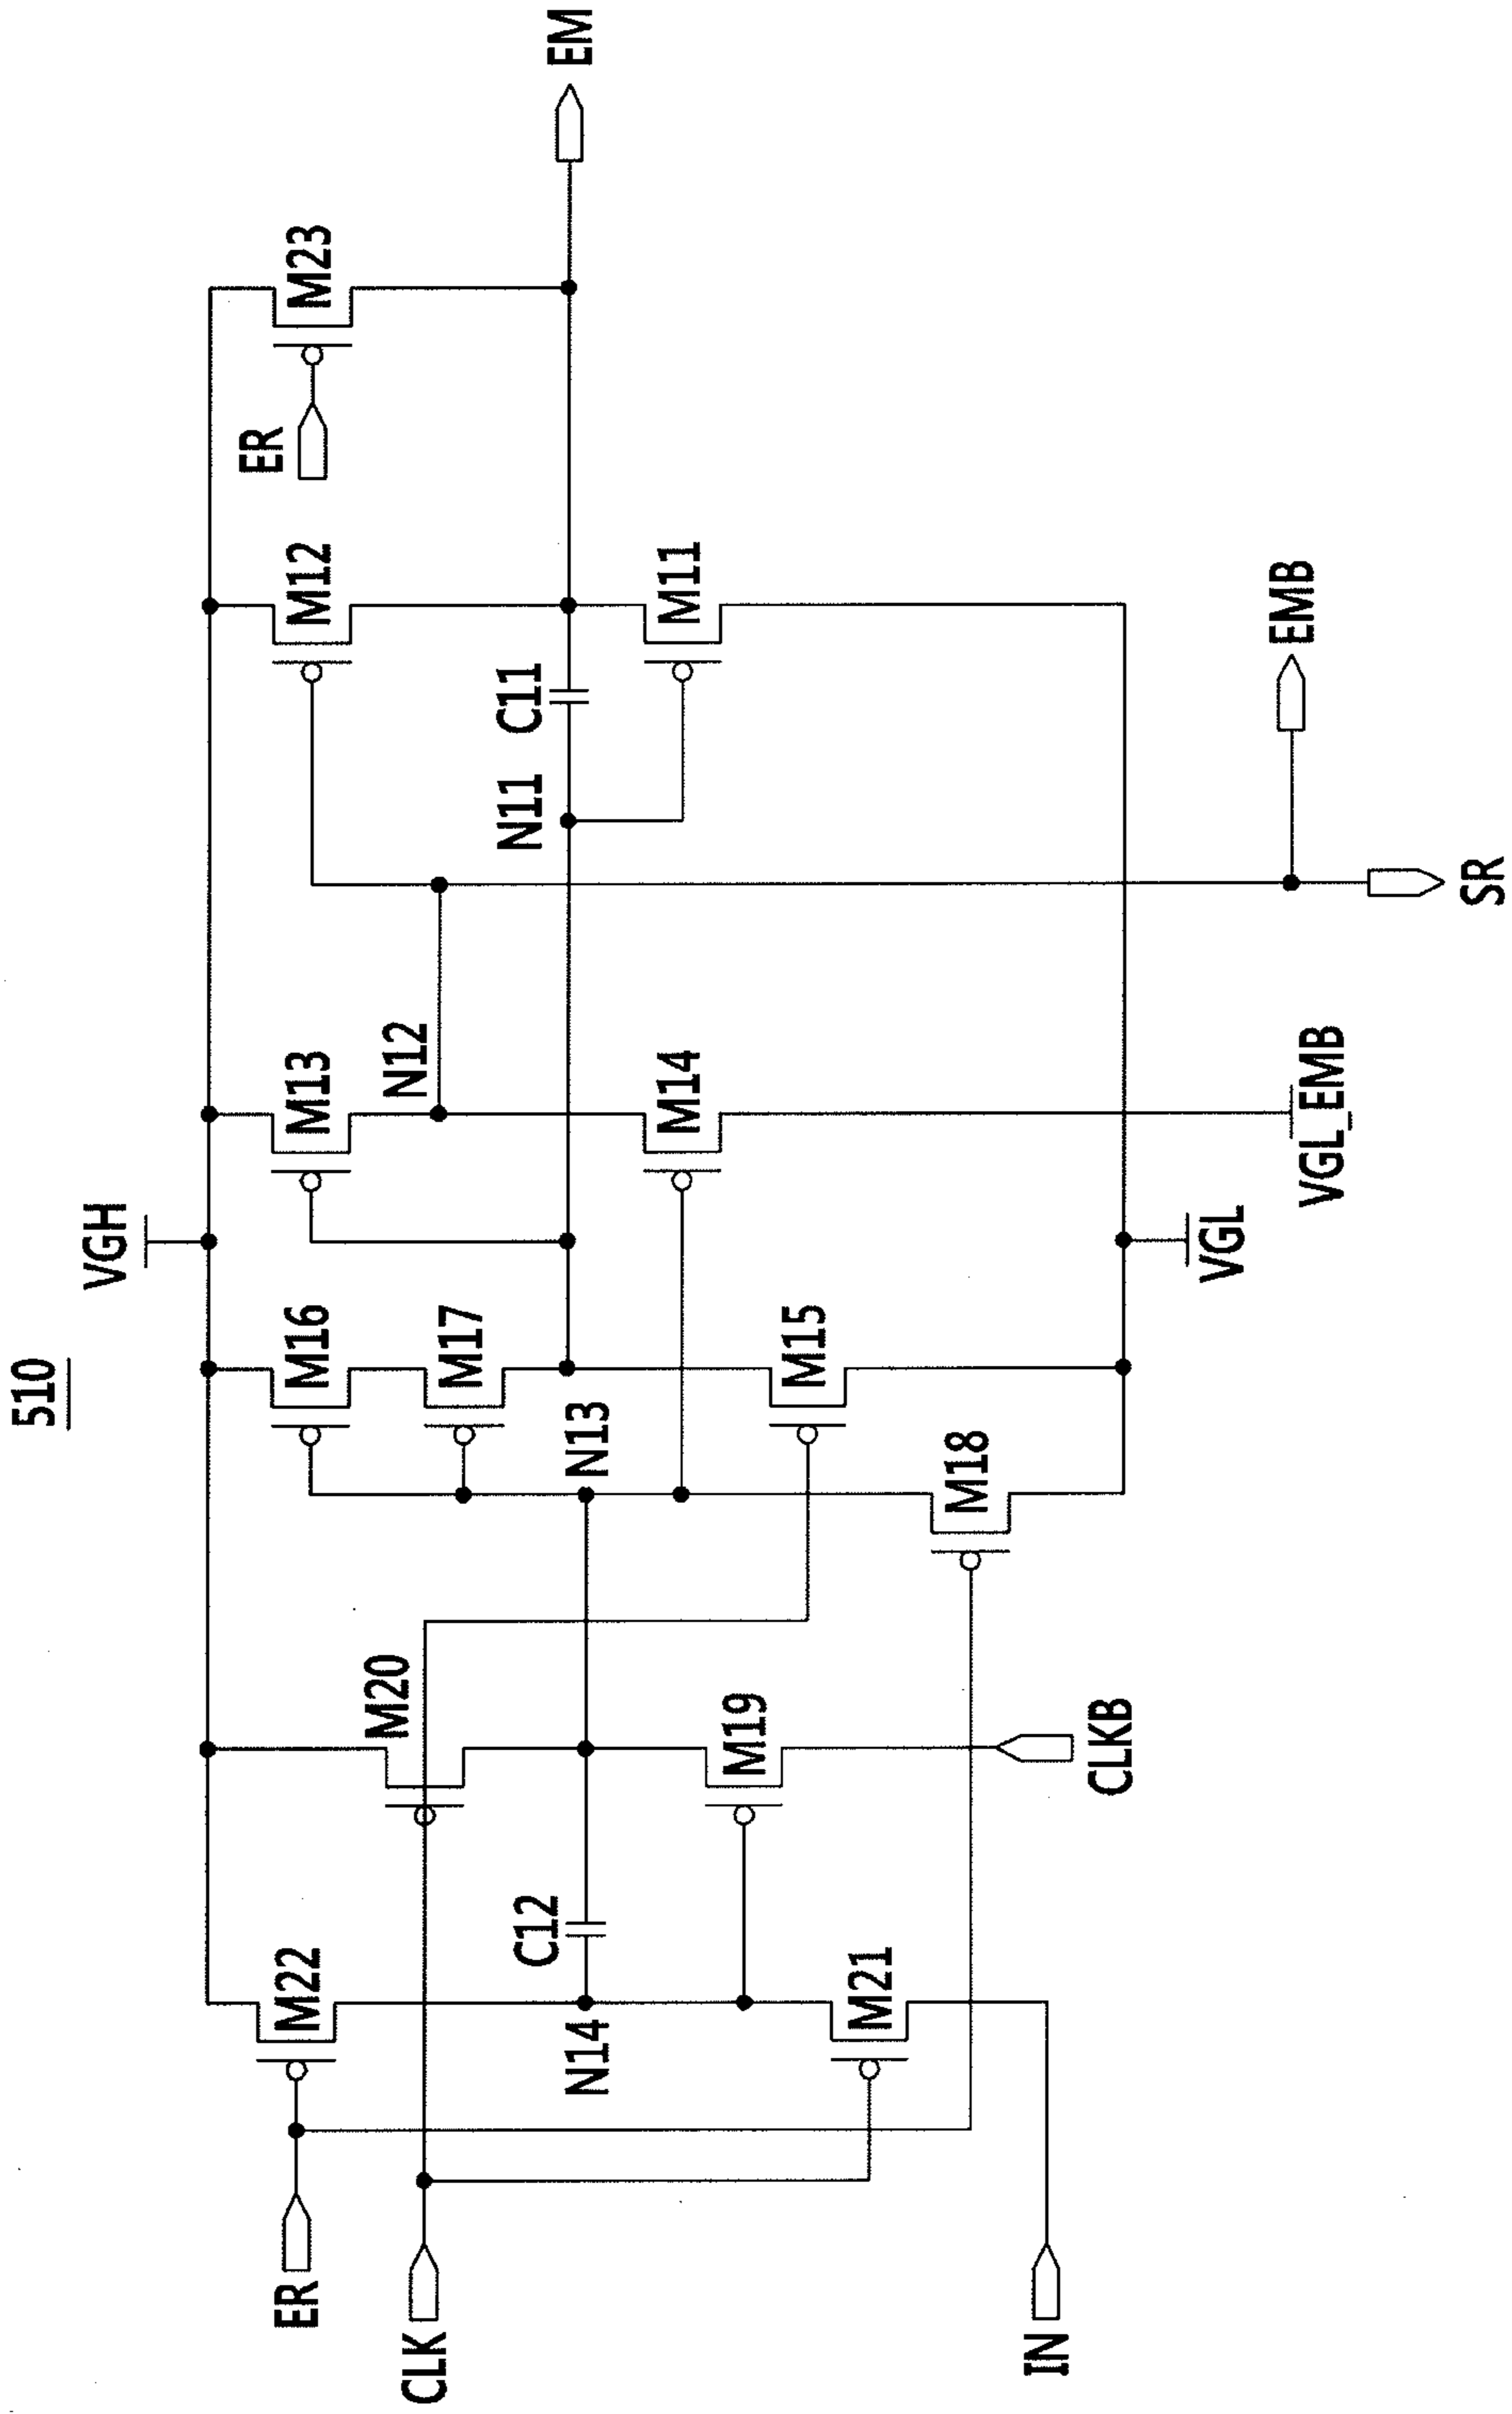 510
VGH
ER
CLK
IN
M22
N14
M21
C12
M20
M19
CLKB
M16
M17
N13
M15
M18
VGL
M13
N12
M14
VGL_EMB
N11
C11
M12
M11
ER
M23
EM
EMB
SR